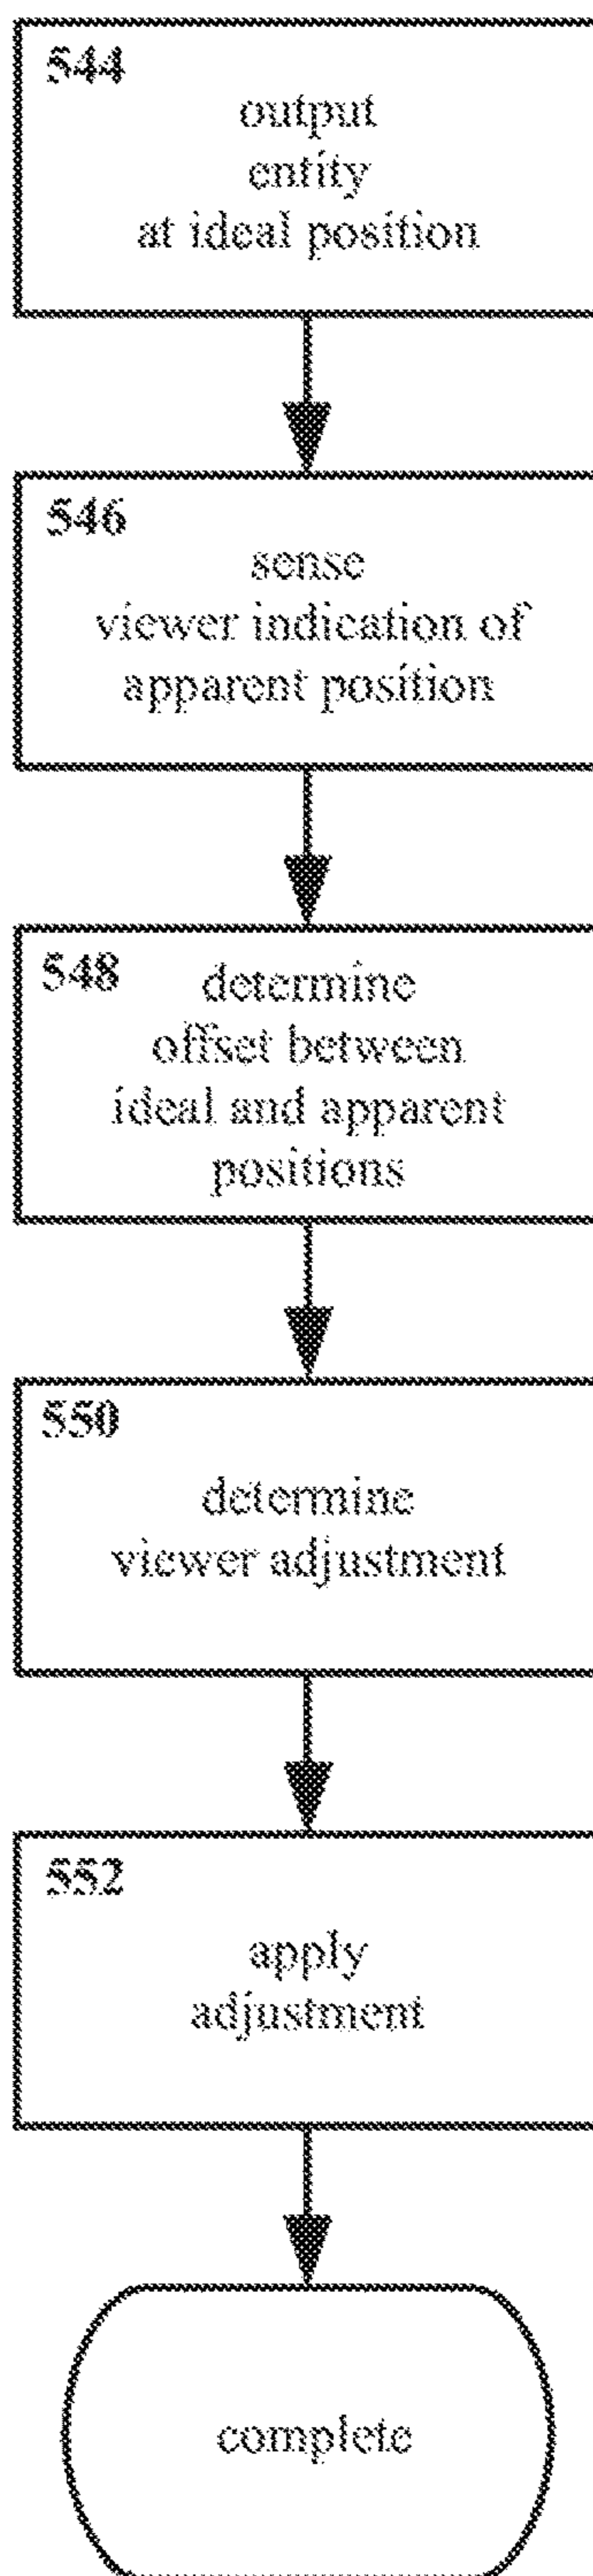 544
output
entity
at ideal position
546
sense
viewer indication of
apparent position
548
determine
offset between
ideal and apparent
positions
550
determine
viewer adjustment
552
apply
adjustment
complete